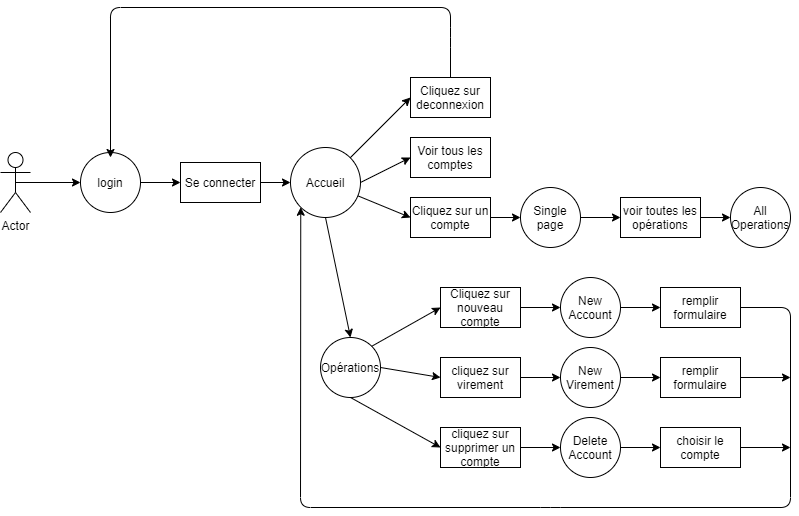 Cliquez sur
deconnexion
Voir tous les
comptes
Actor
login
Se connecter
Accueil
Cliquez sur un
compte
Single
page
voir toutes les
opérations
All
Operations
Opérations
Cliquez sur
nouveau
compte
New
Account
remplir
formulaire
cliquez sur
virement
New
Virement
remplir
formulaire
cliquez sur
supprimer un
compte
Delete
Account
choisir le
compte